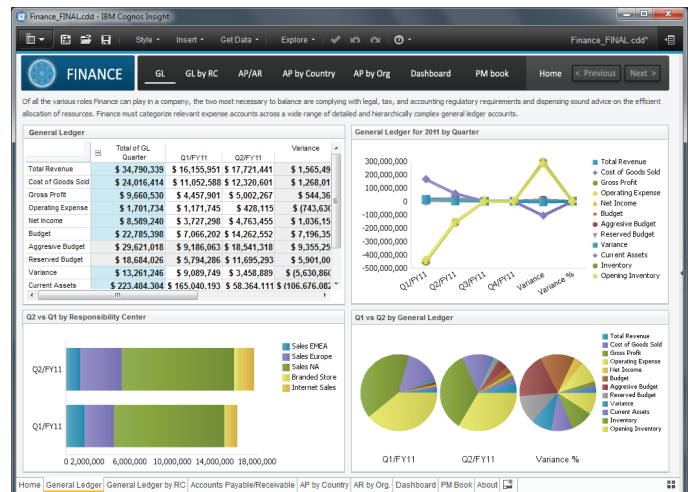 Finance_FINAL.cdd - IBM Cognos Insight
Style Insert Get Data Explore Finance_FINAL.cdd*
FINANCE GL GL by RC AP/AR AP by Country AP by Org Dashboard PM book Home < Previous Next >
Of all the various roles Finance can play in a company, the two most necessary to balance are complying with legal, tax, and accounting regulatory requirements and dispensing sound advice on the efficient
allocation of resources. Finance must categorize relevant expense accounts across a wide range of detailed and hierarchically complex general ledger accounts.
General Ledger
Total of GL Quarter Q1/FY11 Q2/FY11 Variance
Total Revenue $ 34,790,339 $ 16,155,951 $ 17,721,441 $ 1,565,49
Cost of Goods Sold $ 24,016,414 $ 11,052,588 $ 12,320,601 $ 1,268,01
Gross Profit $ 9,660,530 $ 4,457,901 $ 5,002,267 $ 544,36
Operating Expense $ 1,701,734 $ 1,171,745 $ 428,115 $ (743,630
Net Income $ 8,589,240 $ 3,727,298 $ 4,763,455 $ 1,036,15
Budget $ 22,785,398 $ 7,066,202 $ 14,262,552 $ 7,196,35
Aggresive Budget $ 29,621,018 $ 9,186,063 $ 18,541,318 $ 9,355,25
Reserved Budget $ 18,684,026 $ 5,794,286 $ 11,695,293 $ 5,901,00
Variance $ 13,261,246 $ 9,089,749 $ 3,458,889 $ (5,630,860
Current Assets $ 223,404,304 $ 165,040,193 $ 58,364,111 $ (106,676,082
General Ledger for 2011 by Quarter
300,000,000
200,000,000
100,000,000
0
-100,000,000
-200,000,000
-300,000,000
-400,000,000
-500,000,000
Q1/FY11 Q2/FY11 Q3/FY11 Q4/FY11 Variance Variance %
Total Revenue
Cost of Goods Sold
Gross Profit
Operating Expense
Net Income
Budget
Aggresive Budget
Reserved Budget
Variance
Current Assets
Inventory
Opening Inventory
Q2 vs Q1 by Responsibility Center
Q2/FY11
Q1/FY11
0 2,000,000 6,000,000 10,000,000 14,000,000 18,000,000
Sales EMEA
Sales Europe
Sales NA
Branded Store
Internet Sales
Q1 vs Q2 by General Ledger
Q1/FY11 Q2/FY11 Variance %
Total Revenue
Cost of Goods Sold
Gross Profit
Operating Expense
Net Income
Budget
Aggresive Budget
Reserved Budget
Variance
Current Assets
Inventory
Opening Inventory
Home General Ledger General Ledger by RC Accounts Payable/Receivable AP by Country AR by Org. Dashboard PM Book About